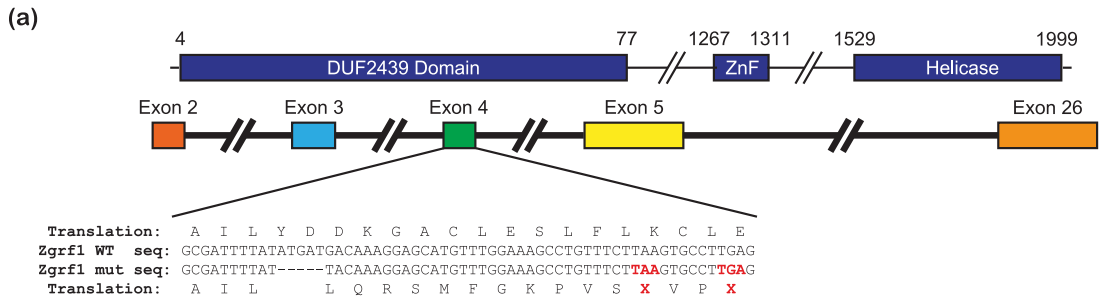 (a)
4 77 1267 1311 1529 1999
DUF2439 Domain ZnF Helicase
Exon 2 Exon 3 Exon 4 Exon 5 Exon 26
Translation: A I L Y D D K G A C L E S L F L K C L E
Zgrf1 WT seq: GCGATTTTATATGATGACAAAGGAGCATGTTTGGAAAGCCTGTTTCTTAAGTGCCTTGAG
Zgrf1 mut seq: GCGATTTTAT-----TACAAAGGAGCATGTTTGGAAAGCCTGTTTCTTAAGTGCCTTGAG
Translation: A I L L Q R S M F G K P V S X V P X